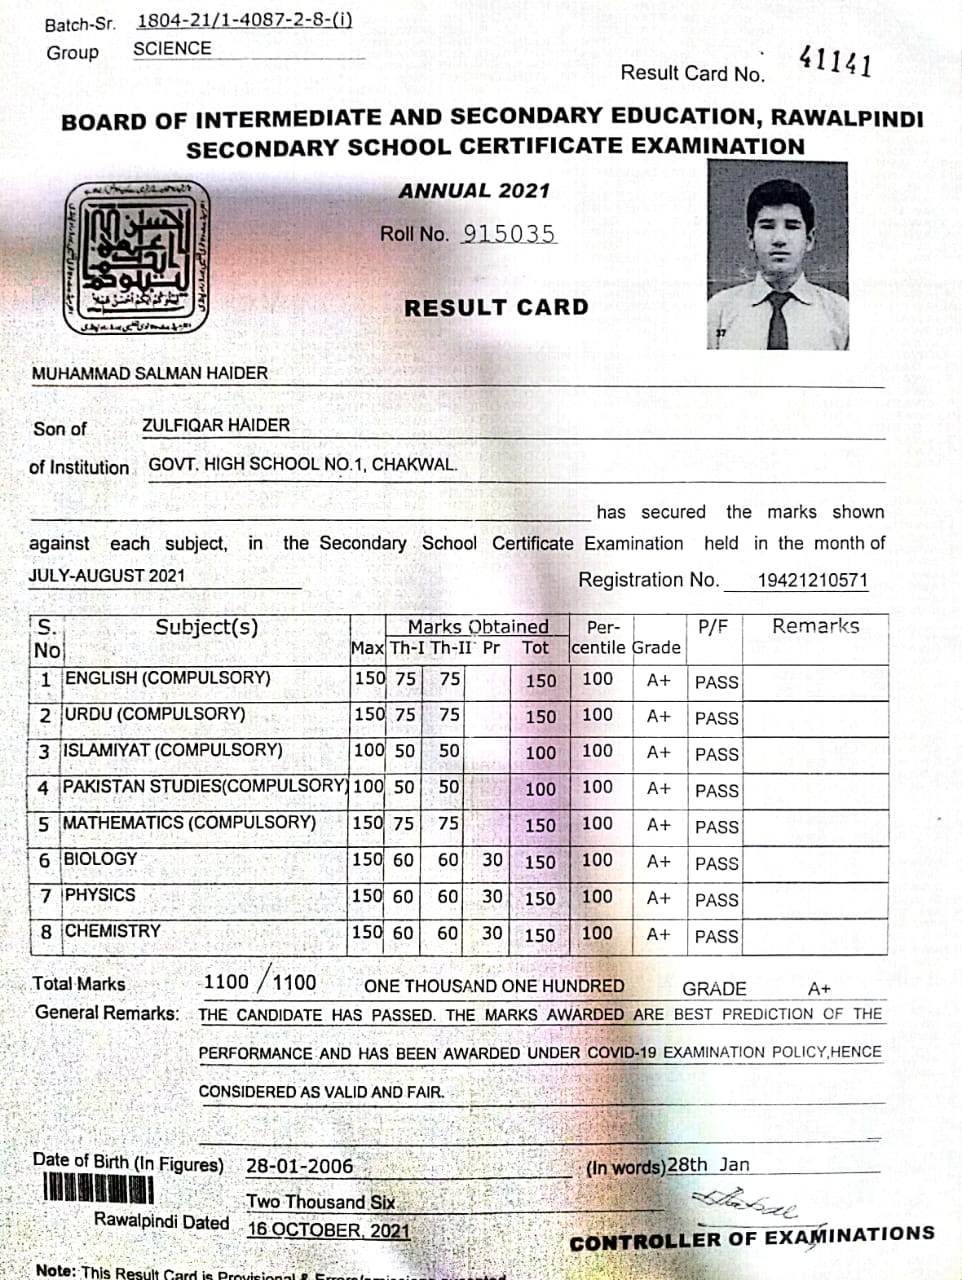 Batch-Sr. 1804-21/1-4087-2-8-(i)
Group SCIENCE
Result Card No. 41141
BOARD OF INTERMEDIATE AND SECONDARY EDUCATION, RAWALPINDI
SECONDARY SCHOOL CERTIFICATE EXAMINATION
ANNUAL 2021
Roll No. 915035
RESULT CARD
37
MUHAMMAD SALMAN HAIDER
Son of ZULFIQAR HAIDER
of Institution GOVT. HIGH SCHOOL NO.1, CHAKWAL.
has secured the marks shown
against each subject, in the Secondary School Certificate Examination held in the month of
JULY-AUGUST 2021 Registration No. 19421210571
S. No Subject(s) Max Marks Obtained Th-I Th-II Pr Tot Per-centile Grade P/F Remarks
1 ENGLISH (COMPULSORY) 150 75 75 150 100 A+ PASS
2 URDU (COMPULSORY) 150 75 75 150 100 A+ PASS
3 ISLAMIYAT (COMPULSORY) 100 50 50 100 100 A+ PASS
4 PAKISTAN STUDIES(COMPULSORY) 100 50 50 100 100 A+ PASS
5 MATHEMATICS (COMPULSORY) 150 75 75 150 100 A+ PASS
6 BIOLOGY 150 60 60 30 150 100 A+ PASS
7 PHYSICS 150 60 60 30 150 100 A+ PASS
8 CHEMISTRY 150 60 60 30 150 100 A+ PASS
Total Marks 1100 / 1100 ONE THOUSAND ONE HUNDRED GRADE A+
General Remarks: THE CANDIDATE HAS PASSED. THE MARKS AWARDED ARE BEST PREDICTION OF THE
PERFORMANCE AND HAS BEEN AWARDED UNDER COVID-19 EXAMINATION POLICY,HENCE
CONSIDERED AS VALID AND FAIR.
Date of Birth (In Figures) 28-01-2006 (In words) 28th Jan
Two Thousand Six
Rawalpindi Dated 16 OCTOBER, 2021
CONTROLLER OF EXAMINATIONS
Note: This Result Card is Provisional &